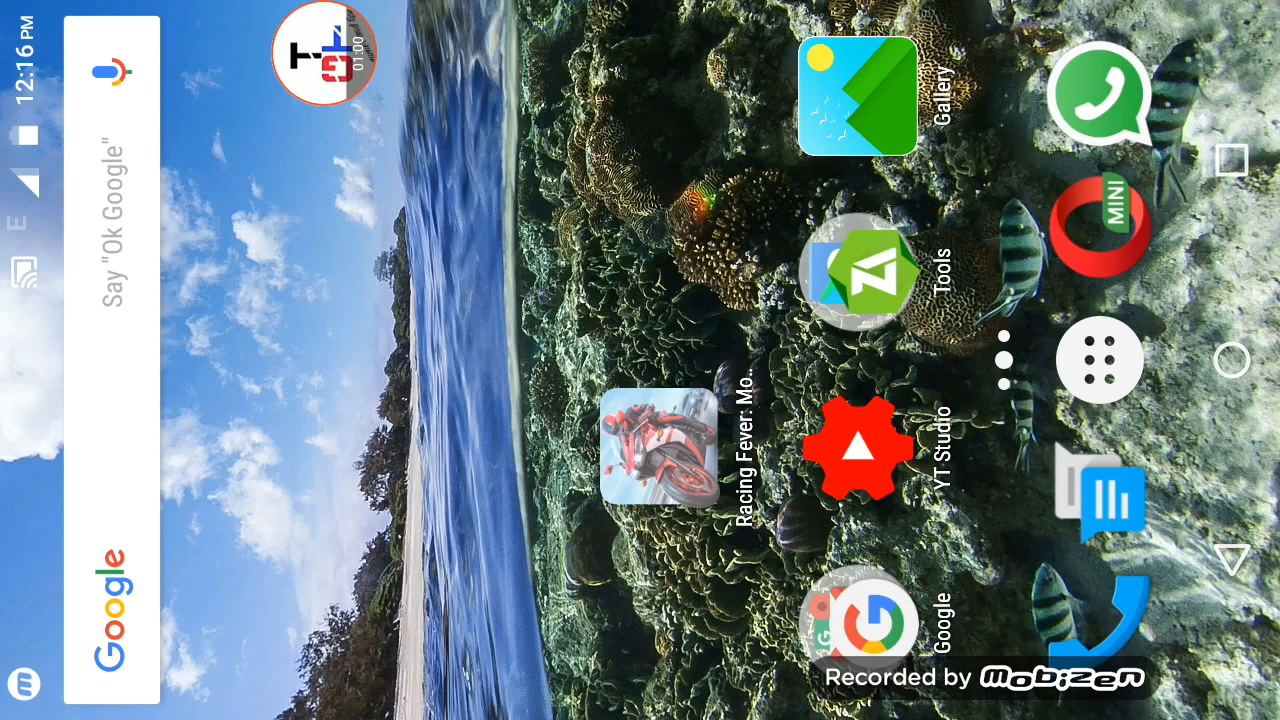 E 12:16 PM
Google Say "Ok Google"
01:00
Racing Fever: Mo..
Google
YT Studio
Tools
Gallery
MINI
Recorded by mobizen